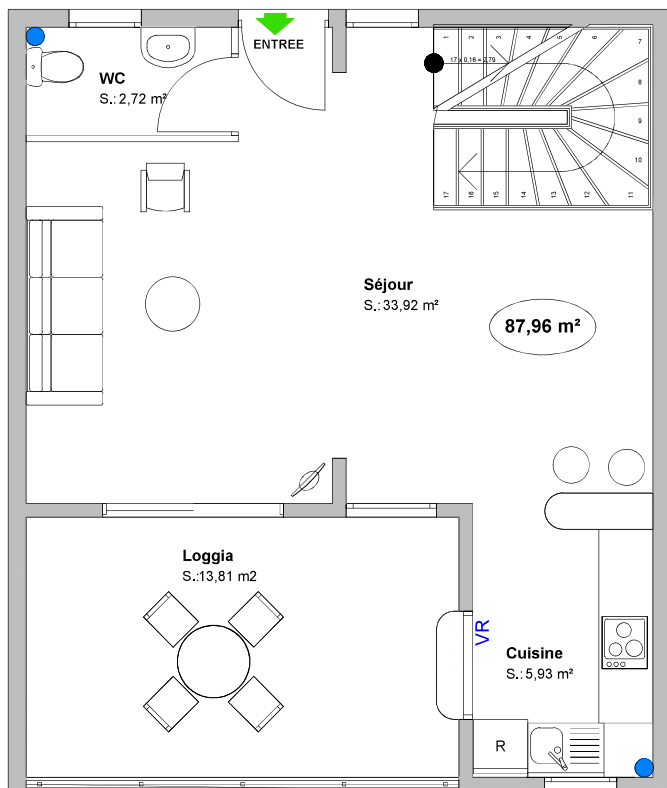 ENTREE
WC
S.: 2,72 m²
1
2
3
4
5
6
7
17 x 0,16 = 2,79
8
9
10
17
16
15
14
13
12
11
Séjour
S.: 33,92 m²
87,96 m²
Loggia
S.:13,81 m2
VR
Cuisine
S.: 5,93 m²
R